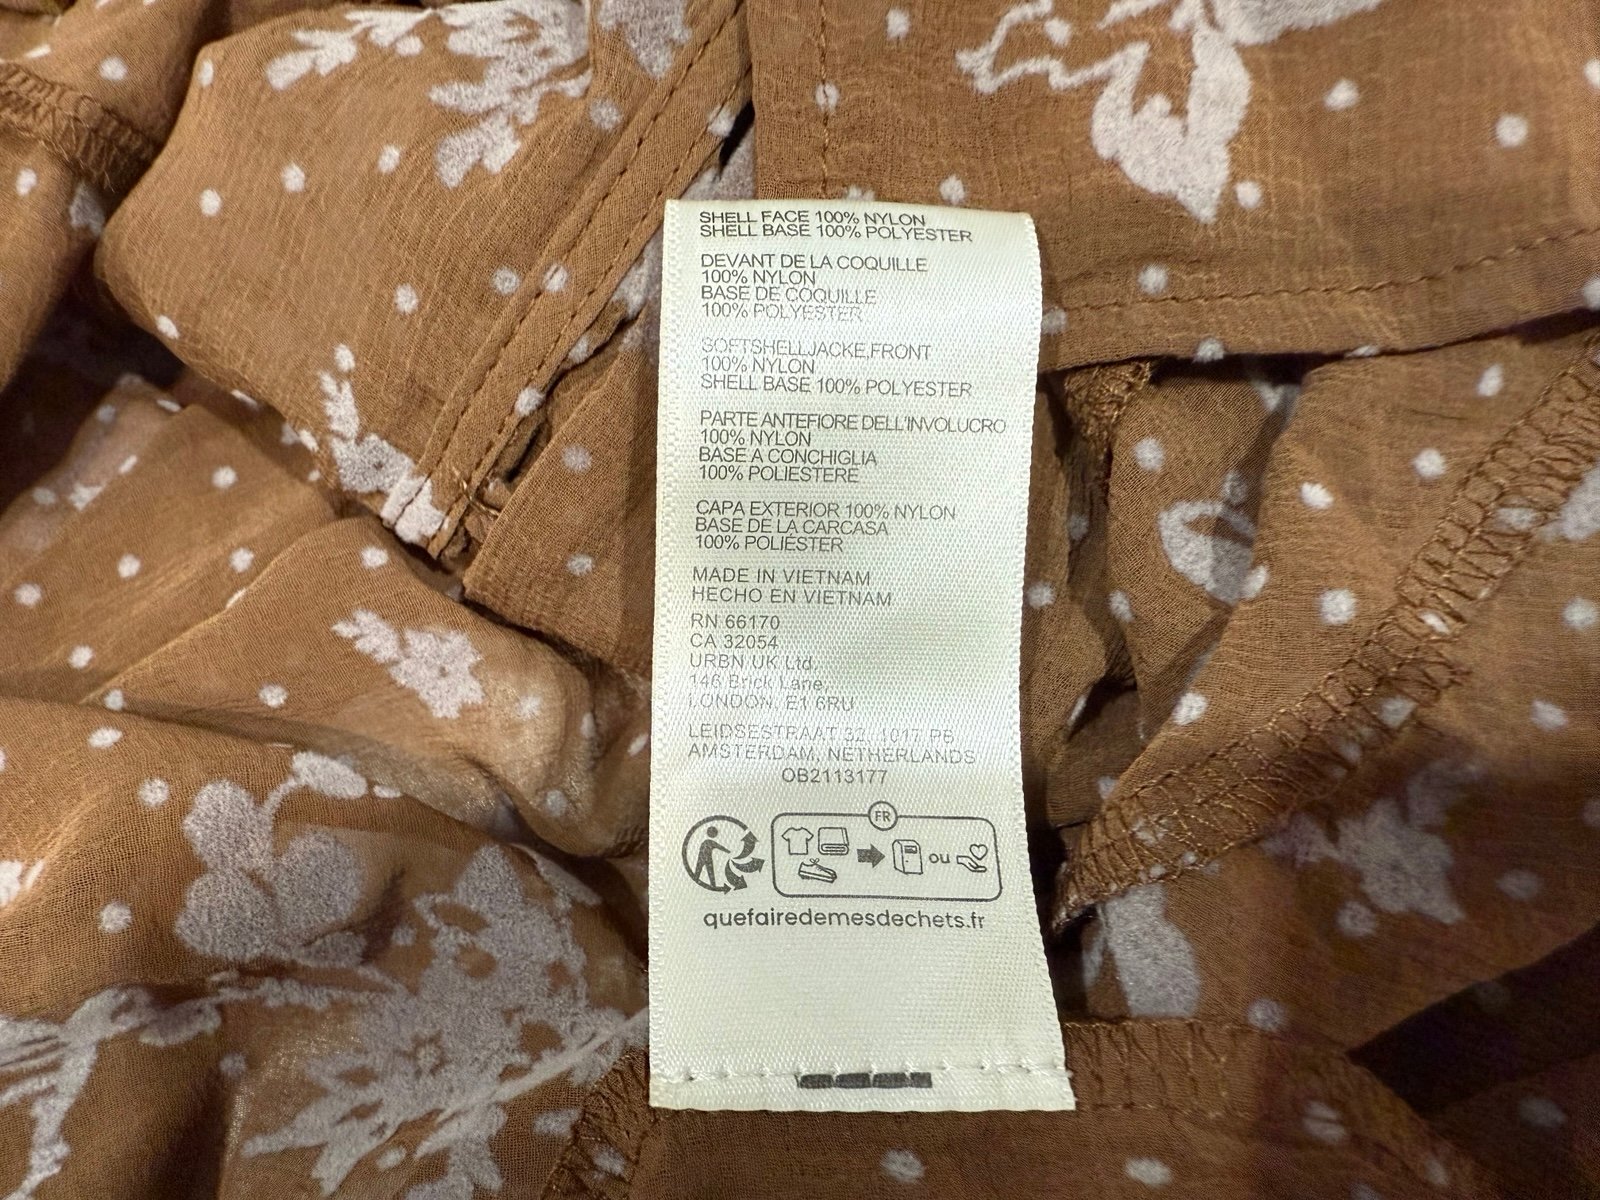 SHELL FACE 100% NYLON
SHELL BASE 100% POLYESTER
DEVANT DE LA COQUILLE
100% NYLON
BASE DE COQUILLE
100% POLYESTER
SOFTSHELLJACKE,FRONT
100% NYLON
SHELL BASE 100% POLYESTER
PARTE ANTEFIORE DELL'INVOLUCRO
100% NYLON
BASE A CONCHIGLIA
100% POLIESTERE
CAPA EXTERIOR 100% NYLON
BASE DE LA CARCASA
100% POLIÉSTER
MADE IN VIETNAM
HECHO EN VIETNAM
RN 66170
CA 32054
URBN UK Ltd,
146 Brick Lane,
LONDON, E1 6RU
LEIDSESTRAAT 32, 1017 PB
AMSTERDAM, NETHERLANDS
OB2113177
FR
ou
quefairedemesdechets.fr